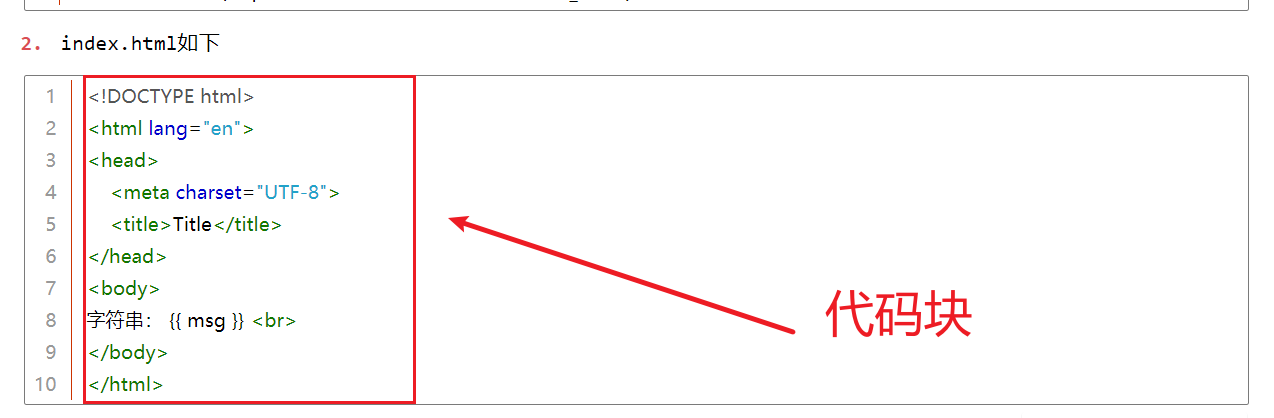 2. index.html如下
1 <!DOCTYPE html>
2 <html lang="en">
3 <head>
4     <meta charset="UTF-8">
5     <title>Title</title>
6 </head>
7 <body>
8 字符串： {{ msg }} <br>
9 </body>
10 </html>
代码块